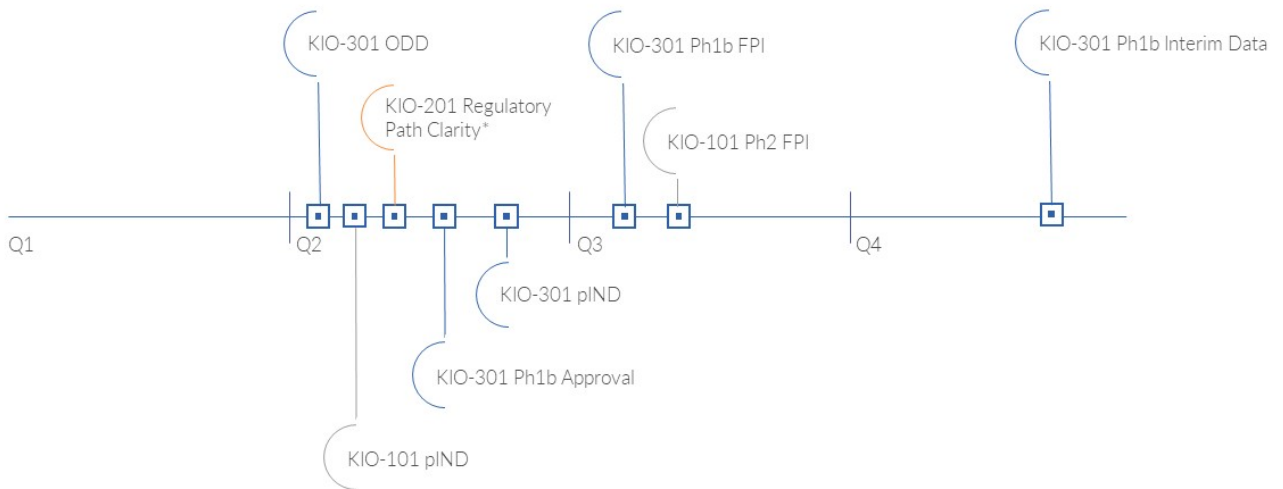 KIO-301 ODD
KIO-301 Ph1b FPI
KIO-301 Ph1b Interim Data
KIO-201 Regulatory
Path Clarity*
KIO-101 Ph2 FPI
Q1
Q2
Q3
Q4
KIO-301 pIND
KIO-301 Ph1b Approval
KIO-101 pIND